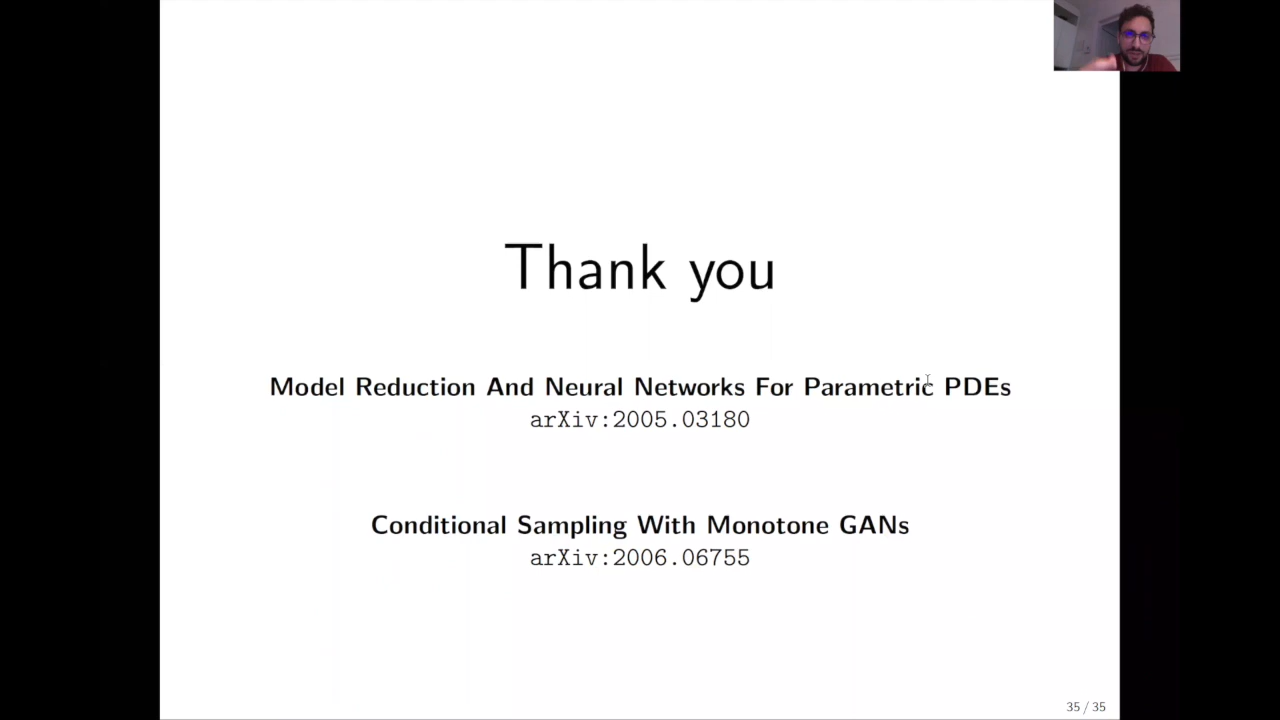 Thank you
Model Reduction And Neural Networks For Parametric PDEs
arXiv:2005.03180
Conditional Sampling With Monotone GANs
arXiv:2006.06755
35 / 35